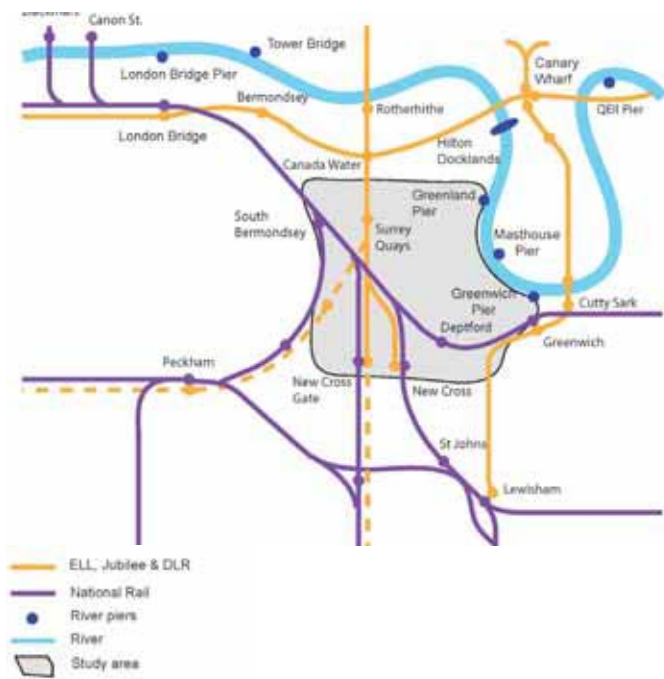 Canon St.
Tower Bridge
London Bridge Pier
Canary
Wharf
Bermondsey
Rotherhithe
QEII Pier
London Bridge
Hilton
Docklands
Canada Water
Greenland
Pier
South
Bermondsey
Surrey
Quays
Masthouse
Pier
Greenwich
Pier
Cutty Sark
Deptford
Greenwich
Peckham
New Cross
Gate
New Cross
St Johns
Lewisham
ELL, Jubilee & DLR
National Rail
River piers
River
Study area